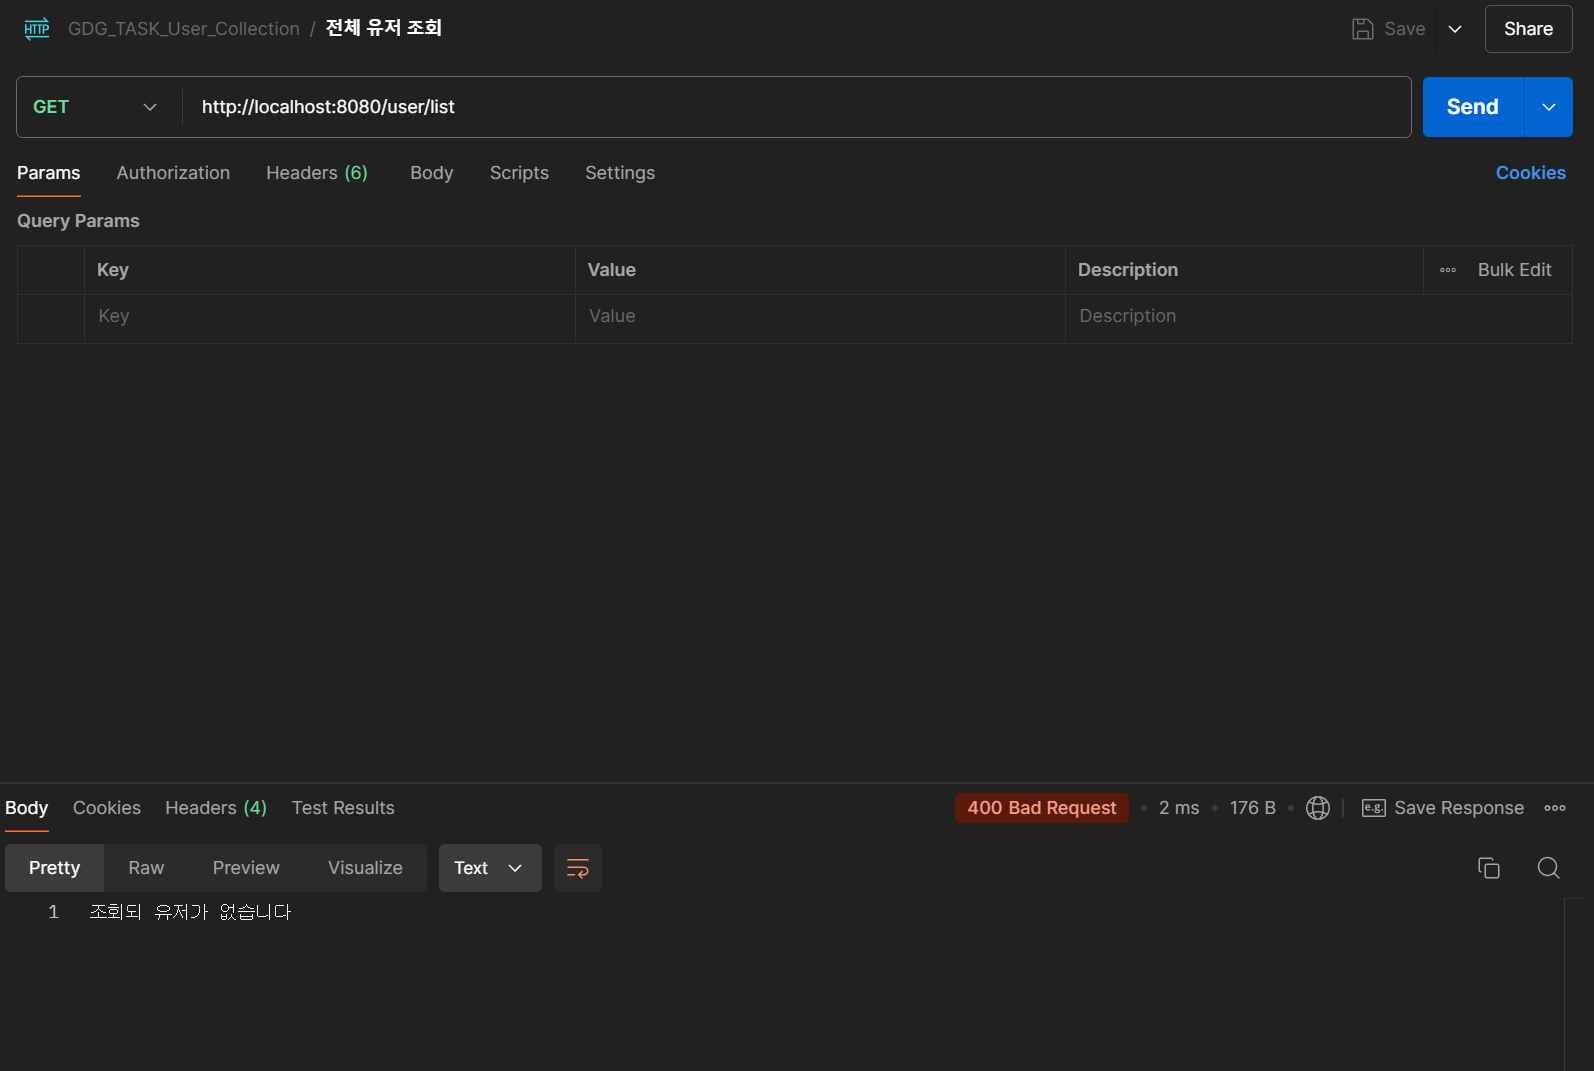 HTTP GDG_TASK_User_Collection / 전체 유저 조회 Save Share
GET http://localhost:8080/user/list Send
Params Authorization Headers (6) Body Scripts Settings Cookies
Query Params
Key Value Description Bulk Edit
Key Value Description
Body Cookies Headers (4) Test Results 400 Bad Request 2 ms 176 B e.g. Save Response
Pretty Raw Preview Visualize Text
1 조회되 유저가 없습니다